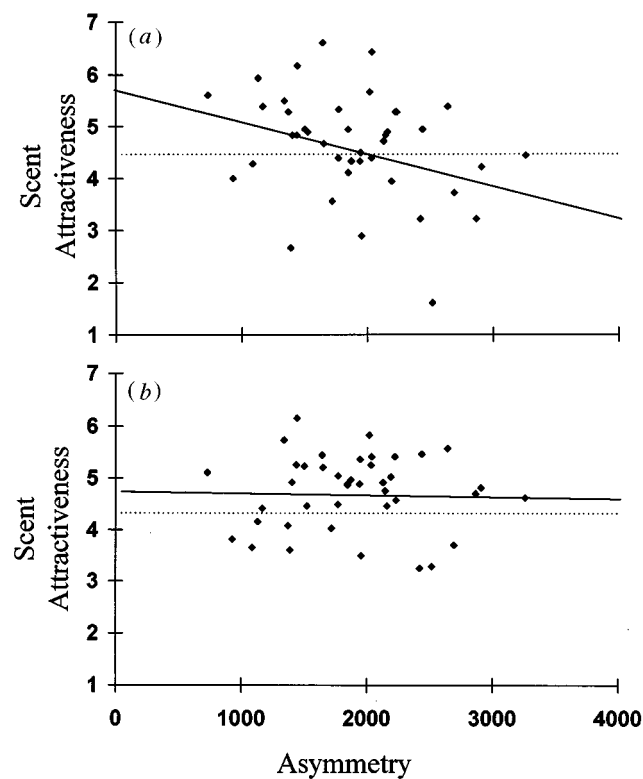 (a)
7
6
5
4
3
2
1
Scent
Attractiveness
(b)
7
6
5
4
3
2
1
Scent
Attractiveness
0 1000 2000 3000 4000
Asymmetry